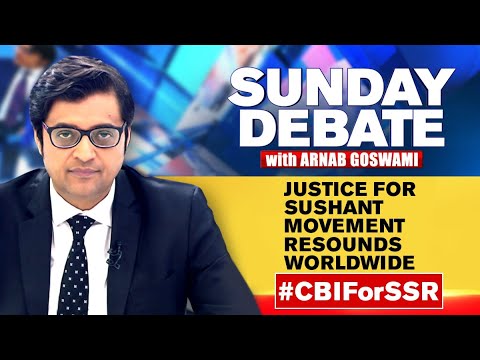 SUNDAY
DEBATE
with ARNAB GOSWAMI
JUSTICE FOR
SUSHANT
MOVEMENT
RESOUNDS
WORLDWIDE
#CBIForSSR